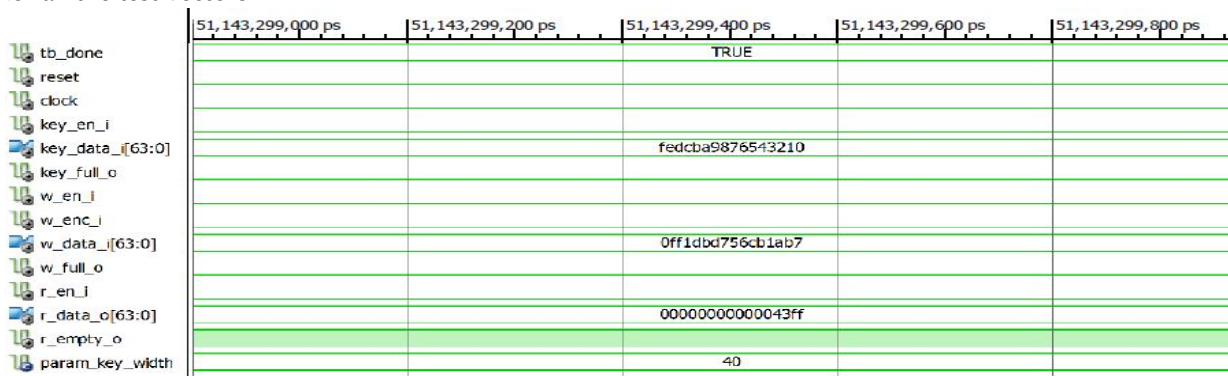 51,143,299,000 ps 51,143,299,200 ps 51,143,299,400 ps 51,143,299,600 ps 51,143,299,800 ps
tb_done TRUE
reset
clock
key_en_i
key_data_i[63:0] fedcba9876543210
key_full_o
w_en_i
w_enc_i
w_data_i[63:0] 0ff1dbd756cb1ab7
w_full_o
r_en_i
r_data_o[63:0] 00000000000043ff
r_empty_o
param_key_width 40